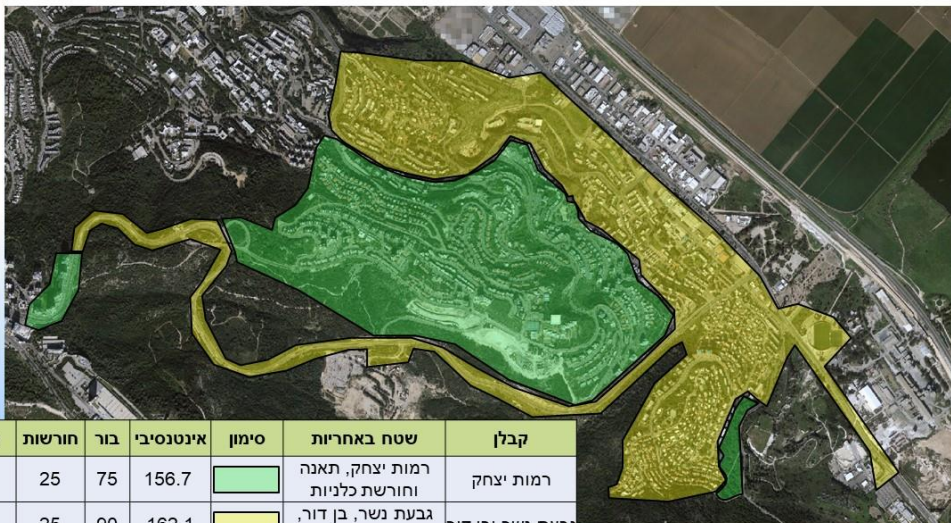 קבלן שטח באחריות סימון אינטנסיבי בור חורשות
רמות יצחק רמות יצחק, תאנה 156.7 75 25
וחורשת כלניות
גבעת נשר, בן דור,